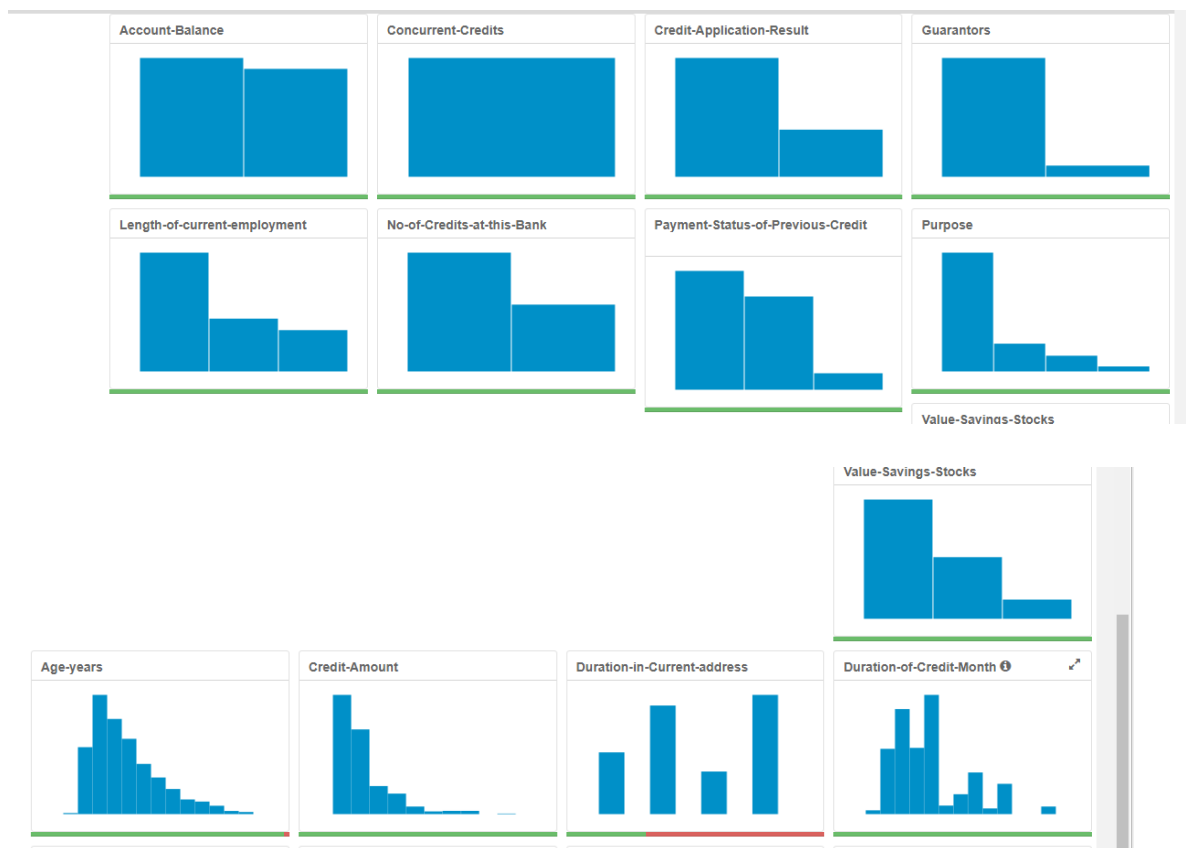 Account-Balance
Concurrent-Credits
Credit-Application-Result
Guarantors
Length-of-current-employment
No-of-Credits-at-this-Bank
Payment-Status-of-Previous-Credit
Purpose
Value-Savings-Stocks
Value-Savings-Stocks
Age-years
Credit-Amount
Duration-in-Current-address
Duration-of-Credit-Month